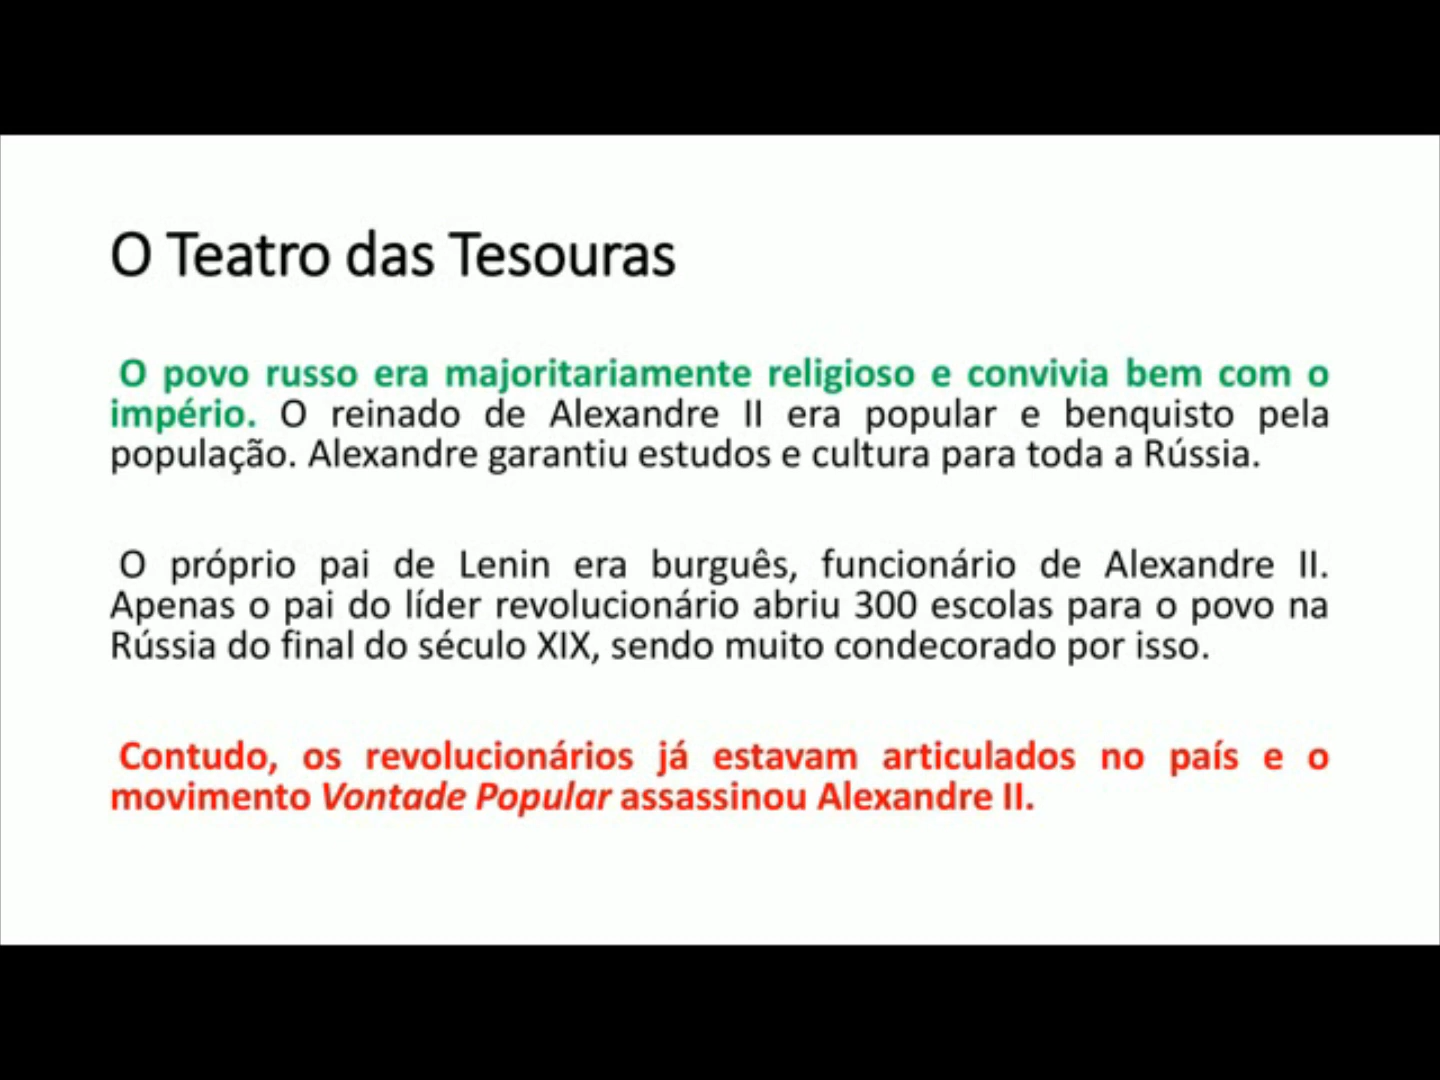 O Teatro das Tesouras
O povo russo era majoritariamente religioso e convivia bem com o
império. O reinado de Alexandre II era popular e benquisto pela
população. Alexandre garantiu estudos e cultura para toda a Rússia.
O próprio pai de Lenin era burguês, funcionário de Alexandre II.
Apenas o pai do líder revolucionário abriu 300 escolas para o povo na
Rússia do final do século XIX, sendo muito condecorado por isso.
Contudo, os revolucionários já estavam articulados no país e o
movimento Vontade Popular assassinou Alexandre II.